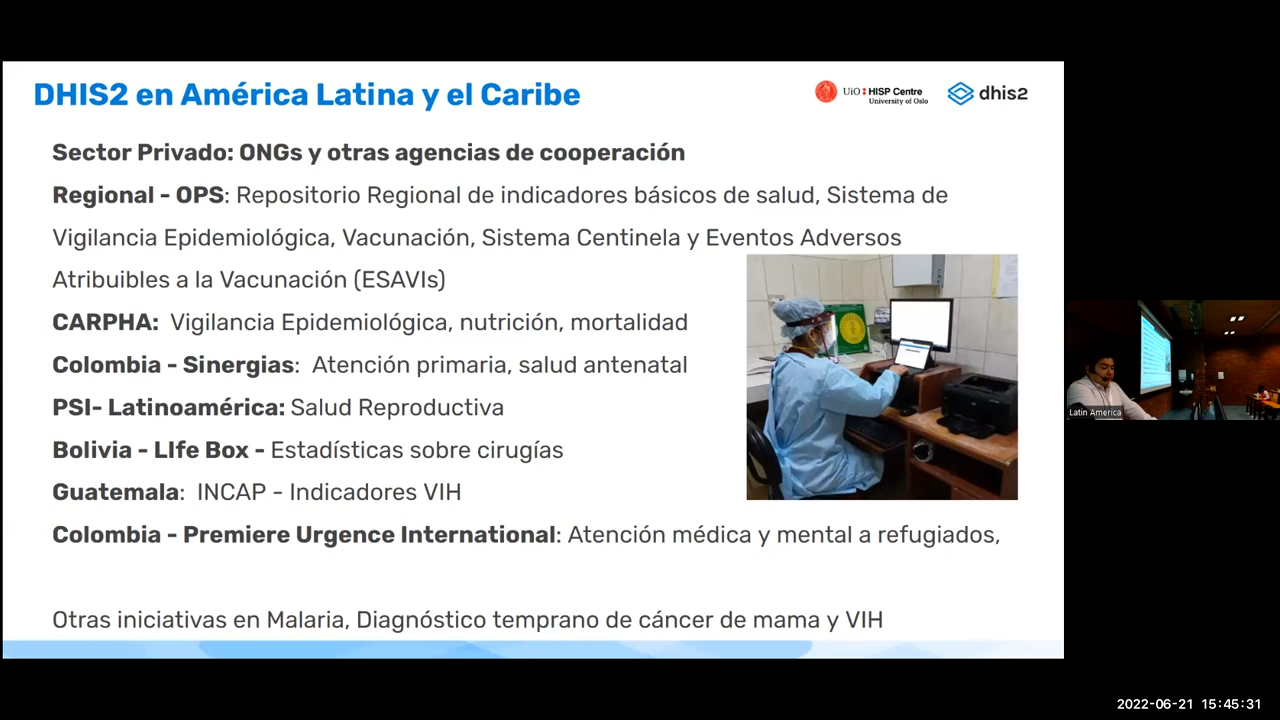 DHIS2 en América Latina y el Caribe
UiO HISP Centre
University of Oslo
dhis2
Sector Privado: ONGs y otras agencias de cooperación
Regional - OPS: Repositorio Regional de indicadores básicos de salud, Sistema de
Vigilancia Epidemiológica, Vacunación, Sistema Centinela y Eventos Adversos
Atribuibles a la Vacunación (ESAVIs)
CARPHA: Vigilancia Epidemiológica, nutrición, mortalidad
Colombia - Sinergias: Atención primaria, salud antenatal
PSI- Latinoamérica: Salud Reproductiva
Bolivia - LIfe Box - Estadísticas sobre cirugías
Guatemala: INCAP - Indicadores VIH
Colombia - Premiere Urgence International: Atención médica y mental a refugiados,
Otras iniciativas en Malaria, Diagnóstico temprano de cáncer de mama y VIH
Latin America
2022-06-21 15:45:31